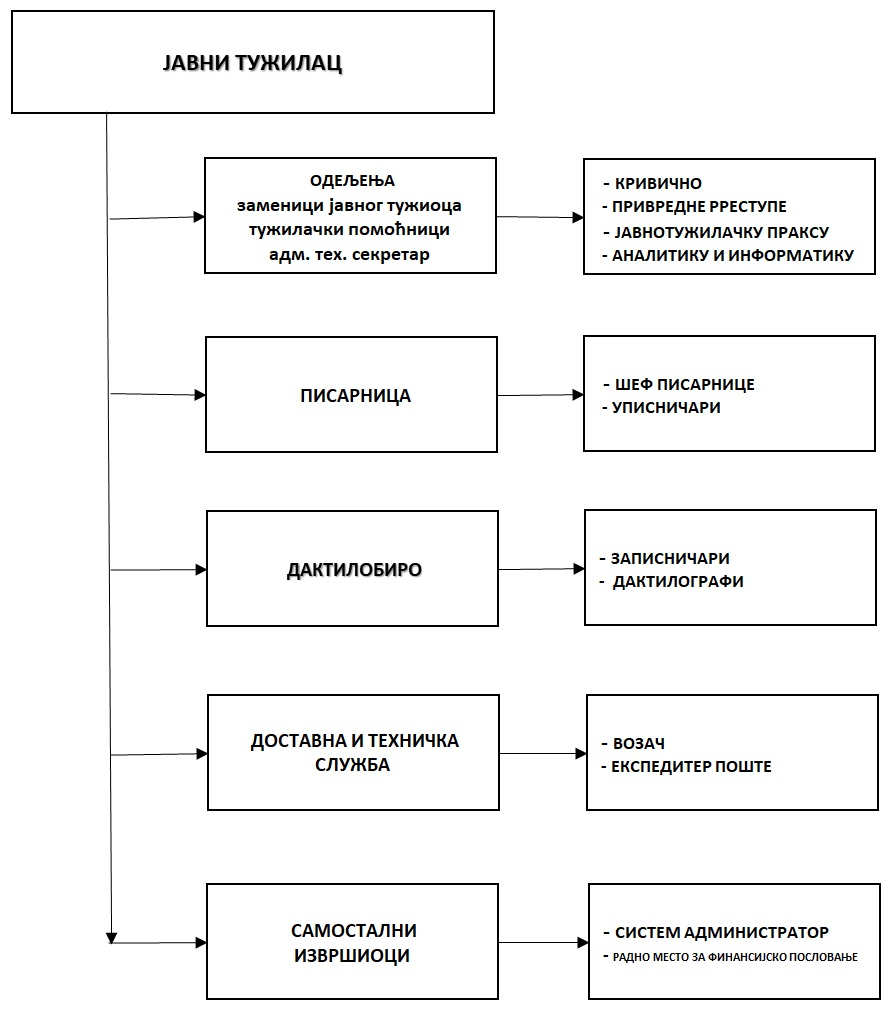 ЈАВНИ ТУЖИЛАЦ
ОДЕЉЕЊА
заменици јавног тужиоца
тужилачки помоћници
адм. тех. секретар
- КРИВИЧНО
- ПРИВРЕДНЕ РРЕСТУПЕ
- ЈАВНОТУЖИЛАЧКУ ПРАКСУ
- АНАЛИТИКУ И ИНФОРМАТИКУ
ПИСАРНИЦА
- ШЕФ ПИСАРНИЦЕ
- УПИСНИЧАРИ
ДАКТИЛОБИРО
- ЗАПИСНИЧАРИ
- ДАКТИЛОГРАФИ
ДОСТАВНА И ТЕХНИЧКА
СЛУЖБА
- ВОЗАЧ
- ЕКСПЕДИТЕР ПОШТЕ
САМОСТАЛНИ
ИЗВРШИОЦИ
- СИСТЕМ АДМИНИСТРАТОР
- РАДНО МЕСТО ЗА ФИНАНСИЈСКО ПОСЛОВАЊЕ